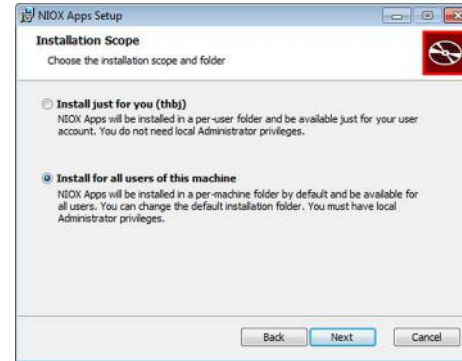 NIOX Apps Setup
Installation Scope
Choose the installation scope and folder
Install just for you (thbj)
NIOX Apps will be installed in a per-user folder and be available just for your user
account. You do not need local Administrator privileges.
Install for all users of this machine
NIOX Apps will be installed in a per-machine folder by default and be available for
all users. You can change the default installation folder. You must have local
Administrator privileges.
Back Next Cancel